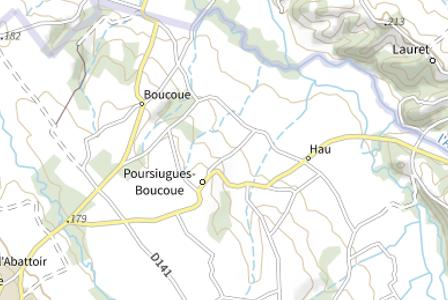 213
182
Lauret
Boucoue
Hau
Poursiugues-
Boucoue
179
l'Abattoir
D141